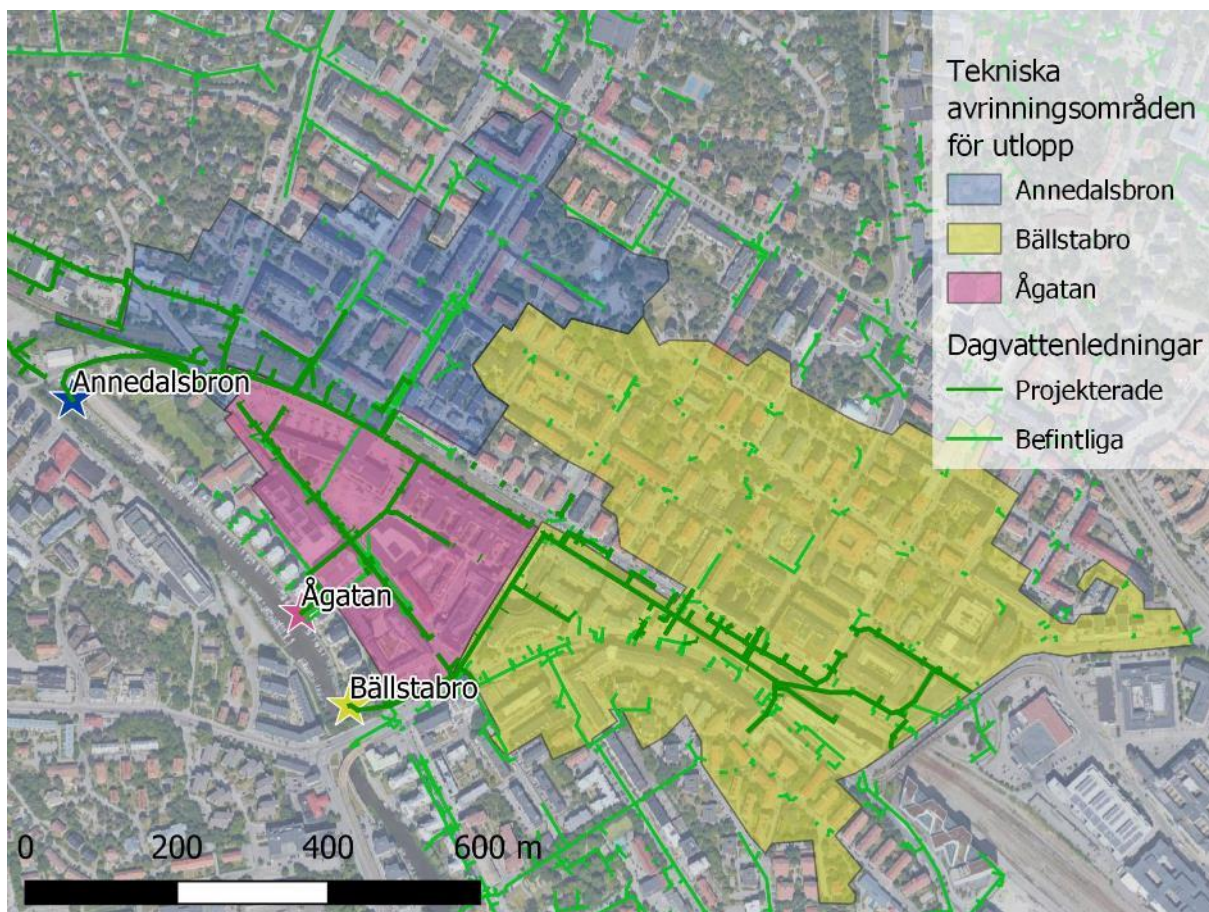 Tekniska
avrinningsområden
för utlopp
Annedalsbron
Bällstabro
Ågatan
Dagvattenledningar
Projekterade
Befintliga
Annedalsbron
Ågatan
Bällstabro
0 200 400 600 m